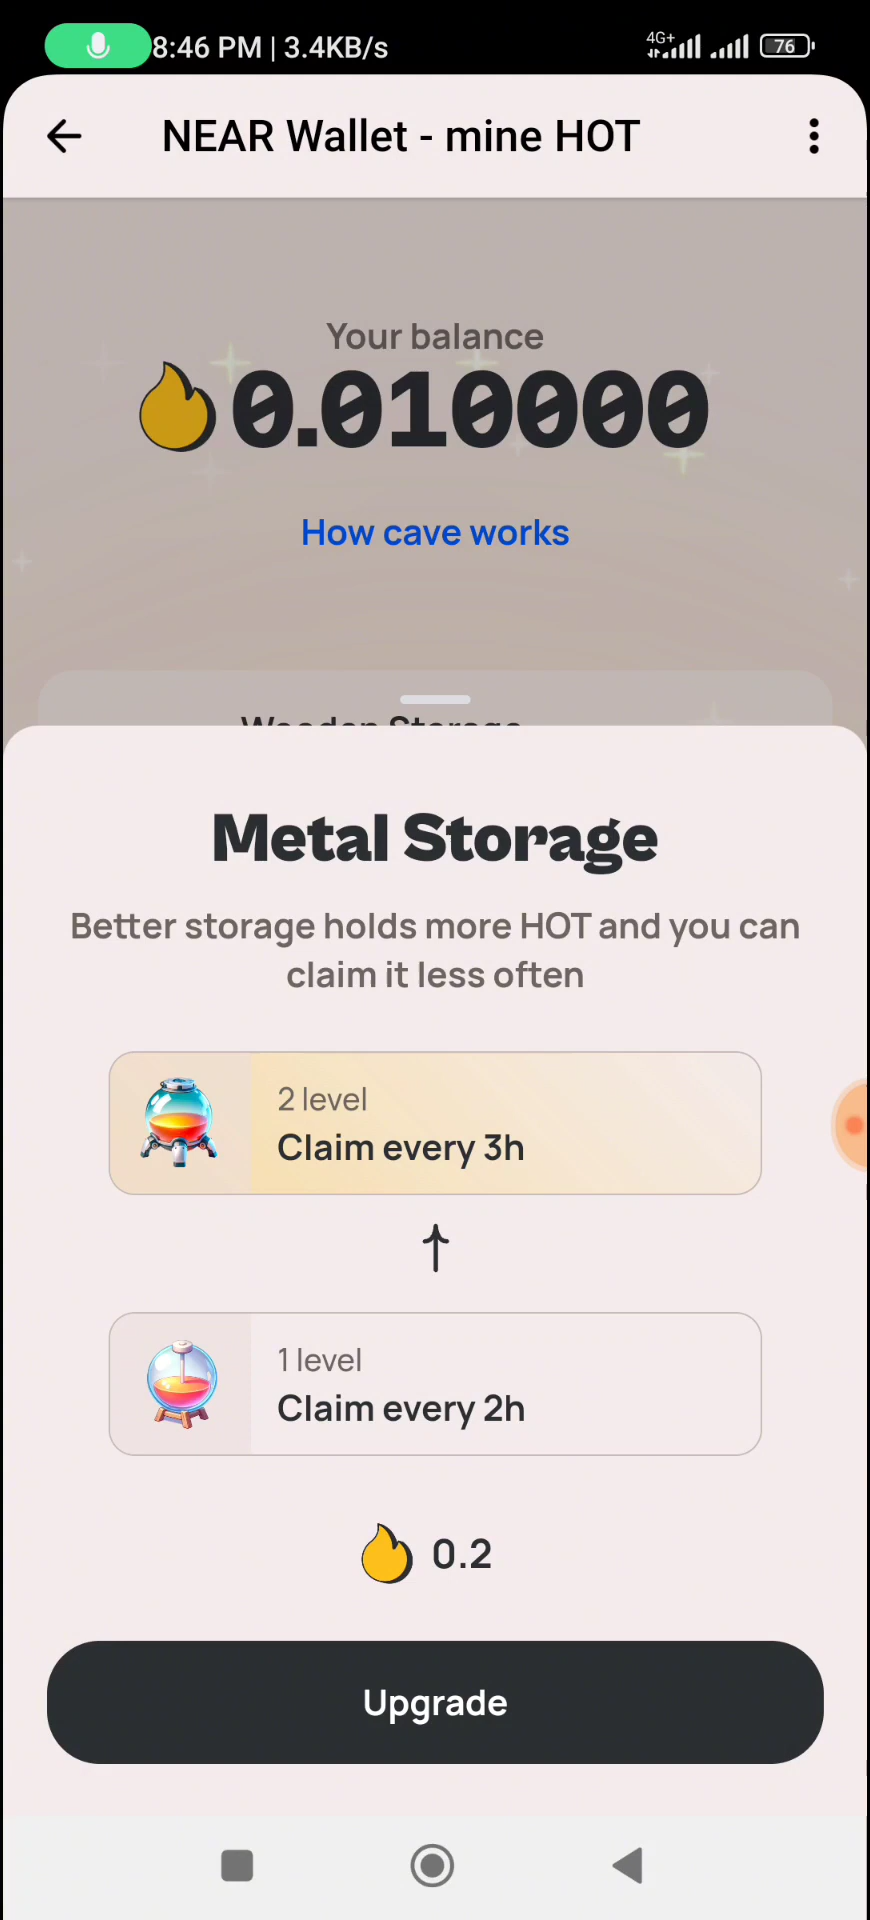 8:46 PM | 3.4KB/s
4G+
76
NEAR Wallet - mine HOT
Your balance
0.010000
How cave works
Wooden Storage
Metal Storage
Better storage holds more HOT and you can
claim it less often
2 level
Claim every 3h
1 level
Claim every 2h
0.2
Upgrade